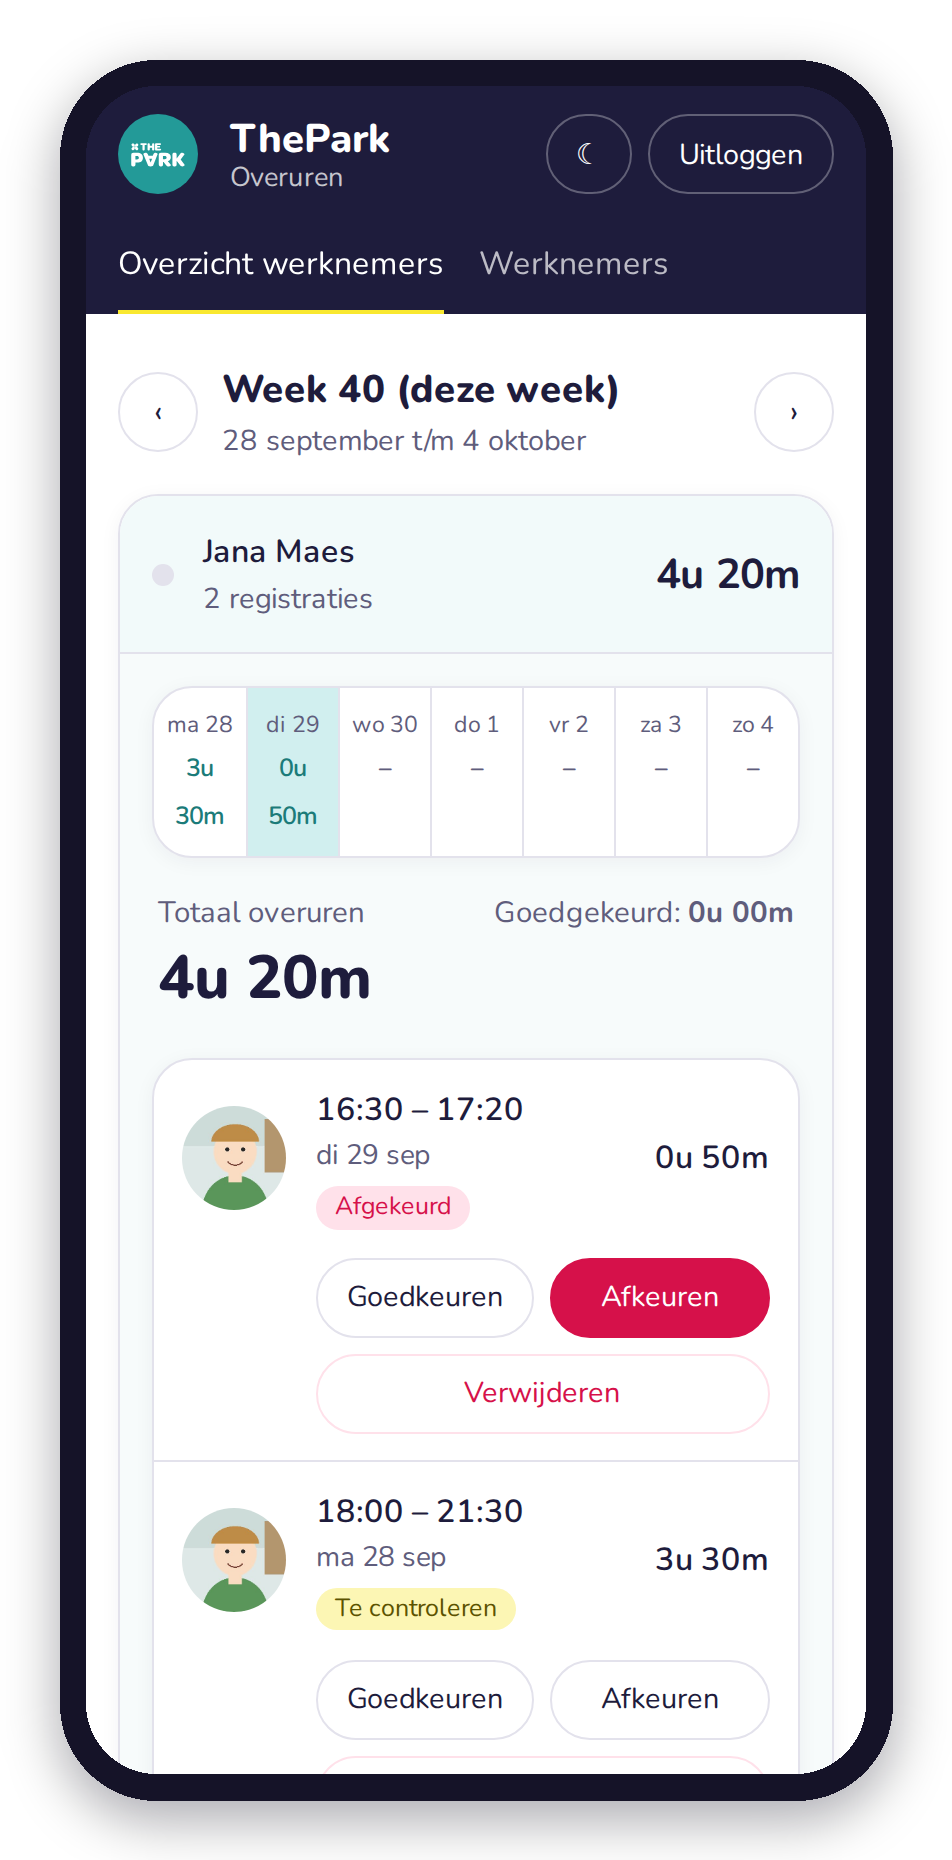 THE
PARK
ThePark
Overuren
☾
Uitloggen
Overzicht werknemers
Werknemers
‹
Week 40 (deze week)
28 september t/m 4 oktober
›
Jana Maes
2 registraties
4u 20m
ma 28
di 29
wo 30
do 1
vr 2
za 3
zo 4
3u
0u
–
–
–
–
–
30m
50m
Totaal overuren
Goedgekeurd: 0u 00m
4u 20m
16:30 – 17:20
di 29 sep
0u 50m
Afgekeurd
Goedkeuren
Afkeuren
Verwijderen
18:00 – 21:30
ma 28 sep
3u 30m
Te controleren
Goedkeuren
Afkeuren